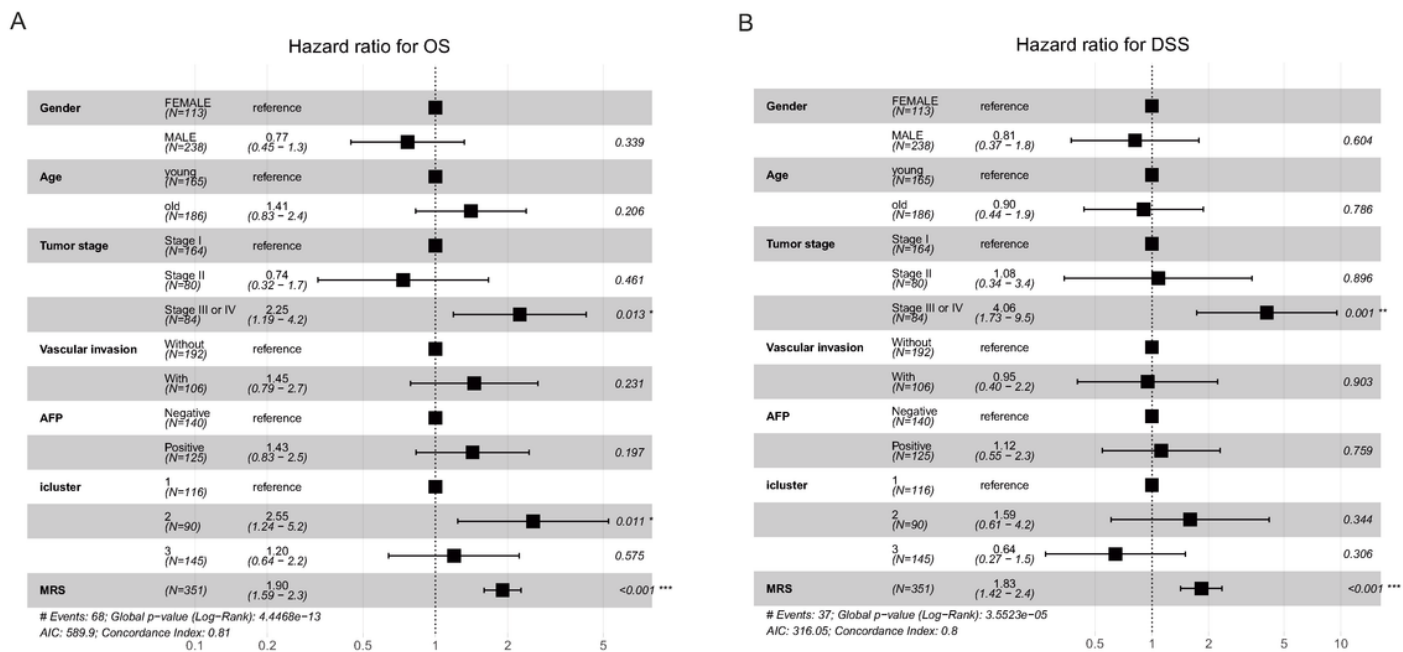 A
Hazard ratio for OS
0.1 0.2 0.5 1 2 5
Gender FEMALE reference
(N=113)
MALE 0.77
(N=238) (0.45 − 1.3) 0.339
Age young reference
(N=165)
old 1.41
(N=186) (0.83 − 2.4) 0.206
Tumor stage Stage I reference
(N=164)
Stage II 0.74
(N=80) (0.32 − 1.7) 0.461
Stage III or IV 2.25
(N=84) (1.19 − 4.2) 0.013 *
Vascular invasion Without reference
(N=192)
With 1.45
(N=106) (0.79 − 2.7) 0.231
AFP Negative reference
(N=140)
Positive 1.43
(N=125) (0.83 − 2.5) 0.197
icluster 1 reference
(N=116)
2 2.55
(N=90) (1.24 − 5.2) 0.011 *
3 1.20
(N=145) (0.64 − 2.2) 0.575
MRS (N=351) 1.90
(1.59 − 2.3) <0.001 ***
# Events: 68; Global p−value (Log−Rank): 4.4468e−13
AIC: 589.9; Concordance Index: 0.81
0.1 0.2 0.5 1 2 5
B
Hazard ratio for DSS
Gender FEMALE reference
(N=113)
MALE 0.81
(N=238) (0.37 − 1.8) 0.604
Age young reference
(N=165)
old 0.90
(N=186) (0.44 − 1.9) 0.786
Tumor stage Stage I reference
(N=164)
Stage II 1.08
(N=80) (0.34 − 3.4) 0.896
Stage III or IV 4.06
(N=84) (1.73 − 9.5) 0.001 **
Vascular invasion Without reference
(N=192)
With 0.95
(N=106) (0.40 − 2.2) 0.903
AFP Negative reference
(N=140)
Positive 1.12
(N=125) (0.55 − 2.3) 0.759
icluster 1 reference
(N=116)
2 1.59
(N=90) (0.61 − 4.2) 0.344
3 0.64
(N=145) (0.27 − 1.5) 0.306
MRS (N=351) 1.83
(1.42 − 2.4) <0.001 ***
# Events: 37; Global p−value (Log−Rank): 3.5523e−05
AIC: 316.05; Concordance Index: 0.8
0.5 1 2 5 10